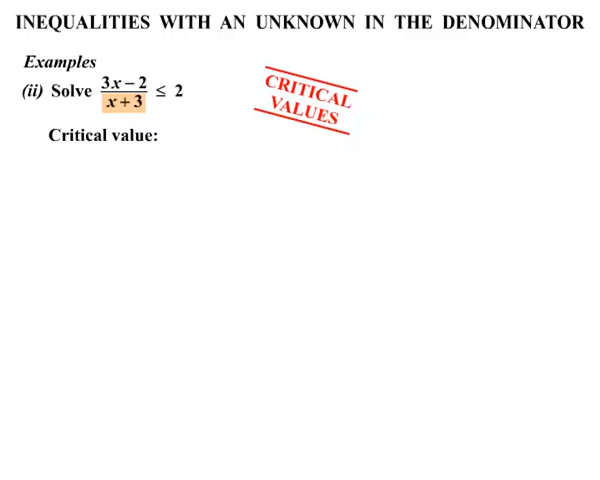 INEQUALITIES WITH AN UNKNOWN IN THE DENOMINATOR
Examples
(ii) Solve (3x − 2)/(x + 3) ≤ 2
CRITICAL
VALUES
Critical value: